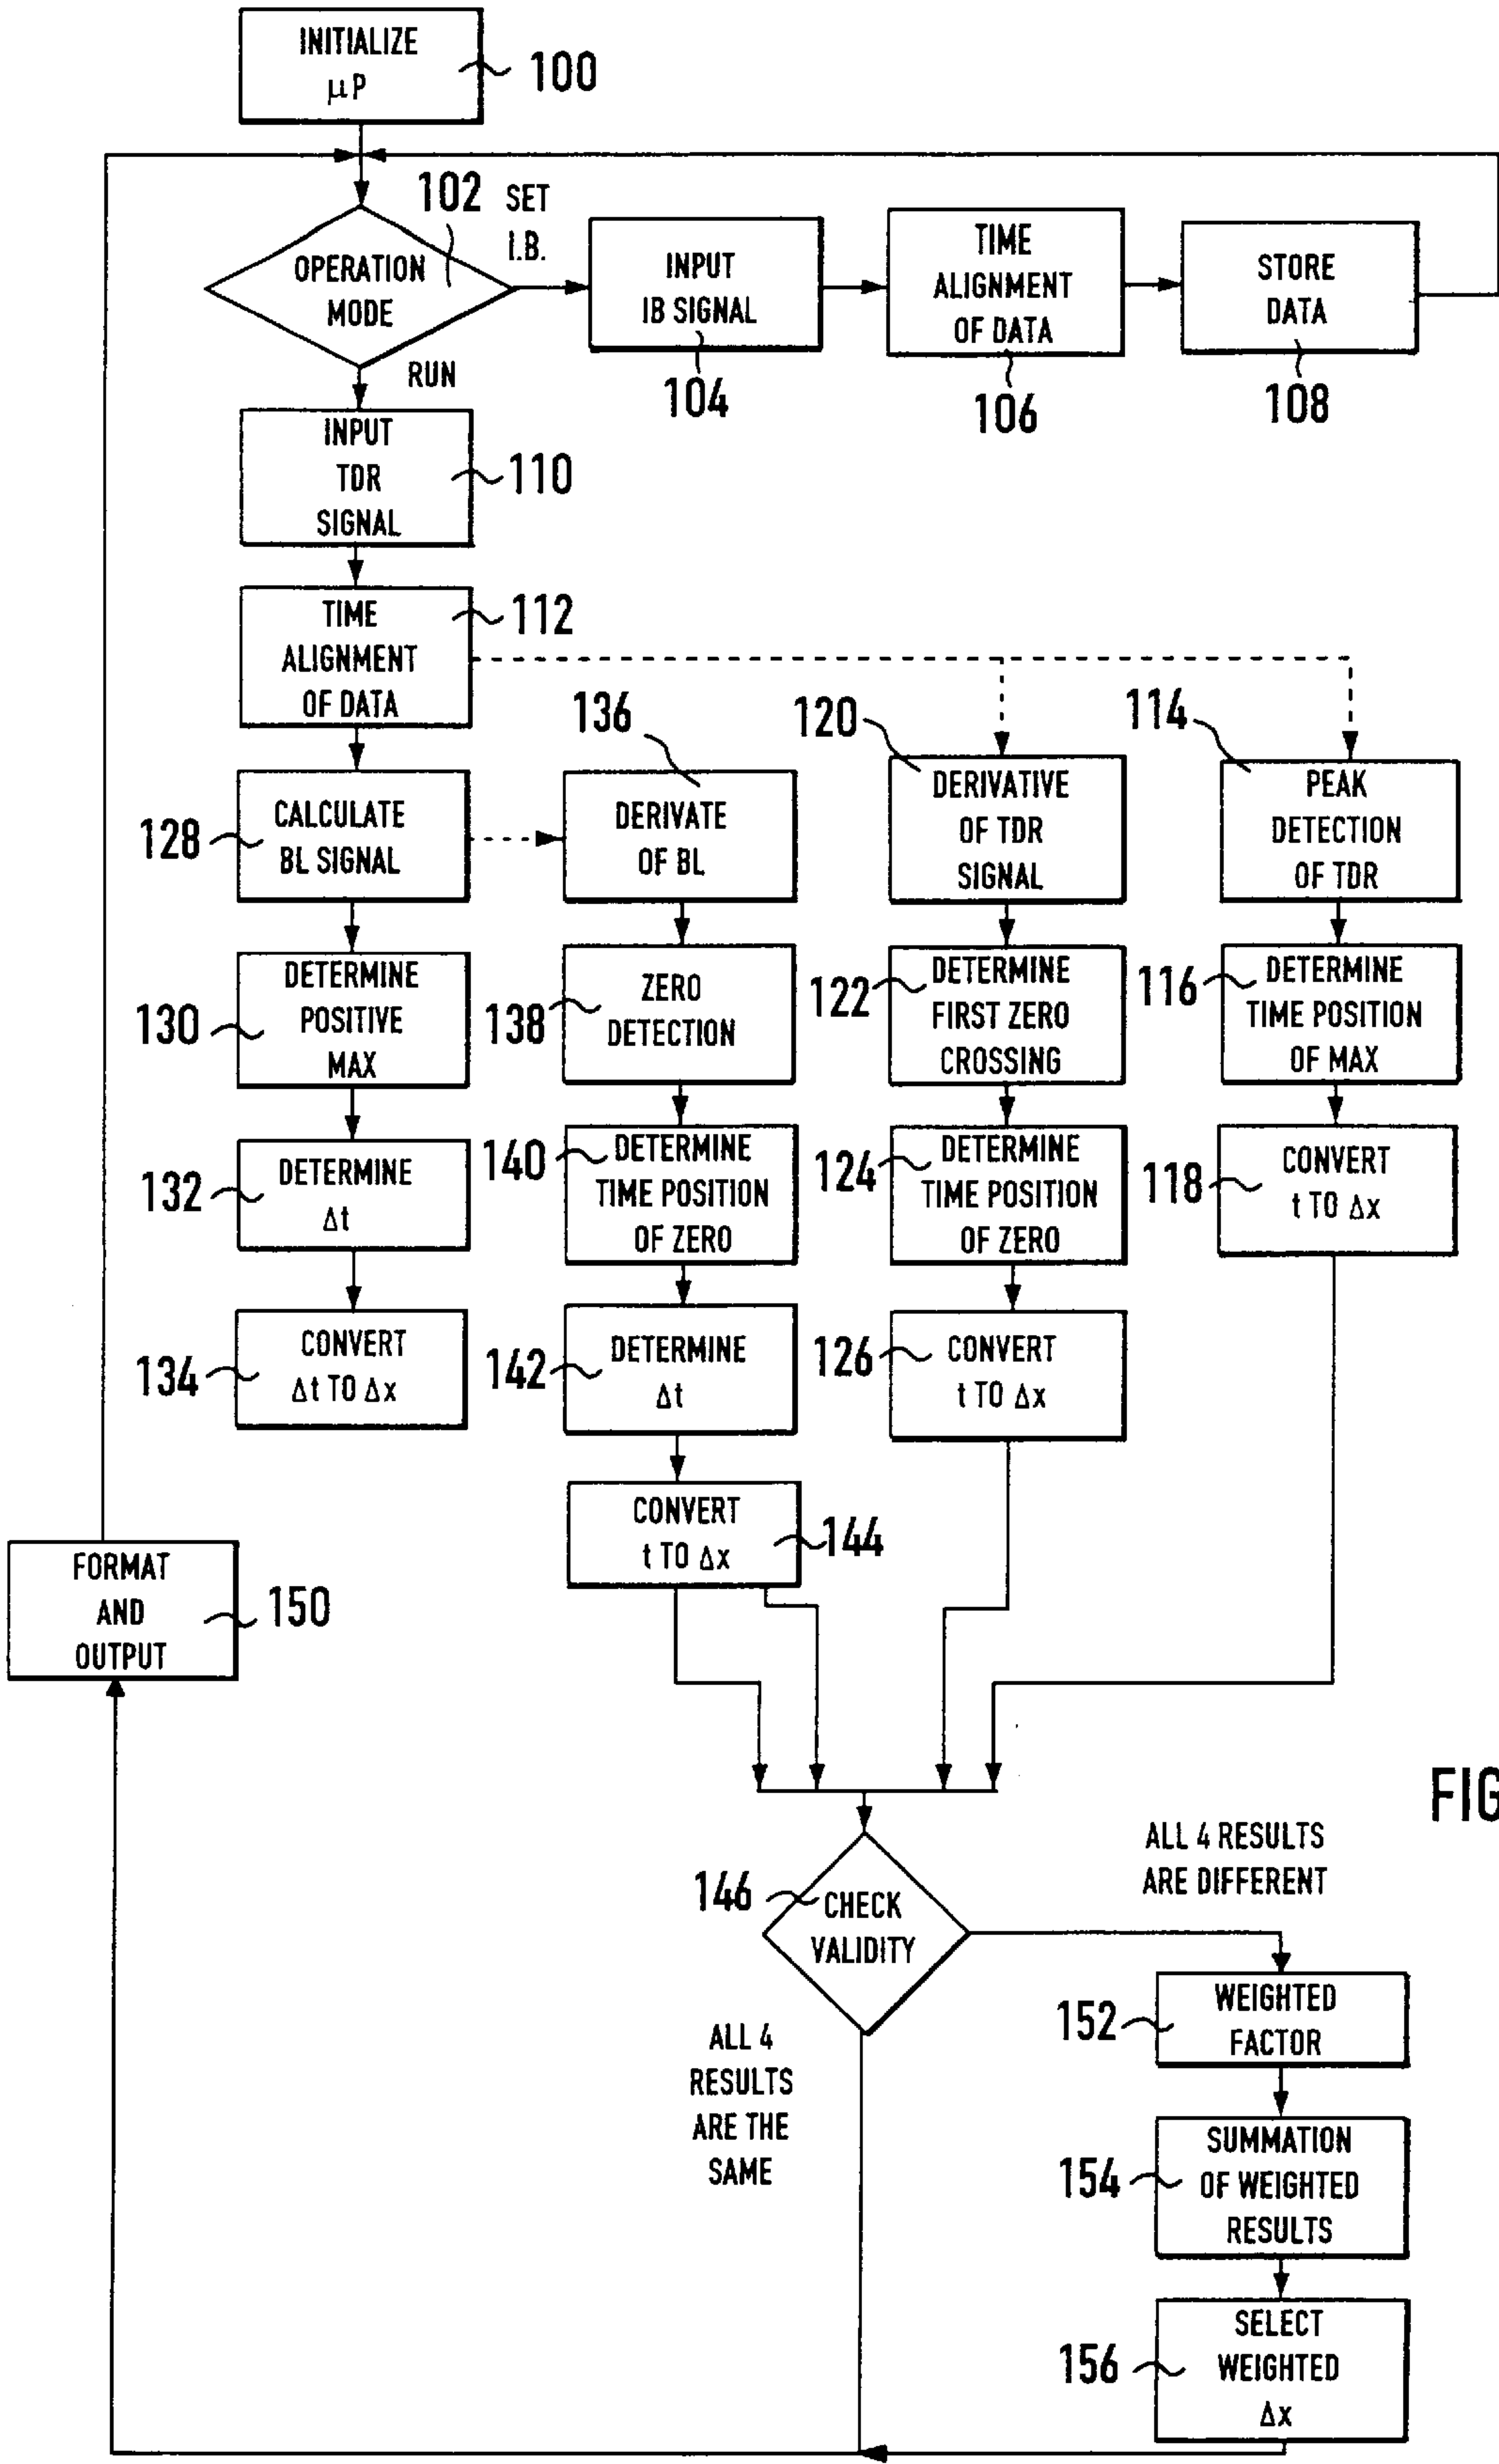 INITIALIZE
μP
100
102
SET
I.B.
OPERATION
MODE
RUN
INPUT
IB SIGNAL
104
TIME
ALIGNMENT
OF DATA
106
STORE
DATA
108
INPUT
TDR
SIGNAL
110
TIME
ALIGNMENT
OF DATA
112
128
CALCULATE
BL SIGNAL
130
DETERMINE
POSITIVE
MAX
132
DETERMINE
Δt
134
CONVERT
Δt TO Δx
136
DERIVATE
OF BL
138
ZERO
DETECTION
140
DETERMINE
TIME POSITION
OF ZERO
142
DETERMINE
Δt
CONVERT
t TO Δx
144
120
DERIVATIVE
OF TDR
SIGNAL
122
DETERMINE
FIRST ZERO
CROSSING
124
DETERMINE
TIME POSITION
OF ZERO
126
CONVERT
t TO Δx
114
PEAK
DETECTION
OF TDR
116
DETERMINE
TIME POSITION
OF MAX
118
CONVERT
t TO Δx
FORMAT
AND
OUTPUT
150
FIG
146
CHECK
VALIDITY
ALL 4 RESULTS
ARE DIFFERENT
ALL 4
RESULTS
ARE THE
SAME
152
WEIGHTED
FACTOR
154
SUMMATION
OF WEIGHTED
RESULTS
156
SELECT
WEIGHTED
Δx